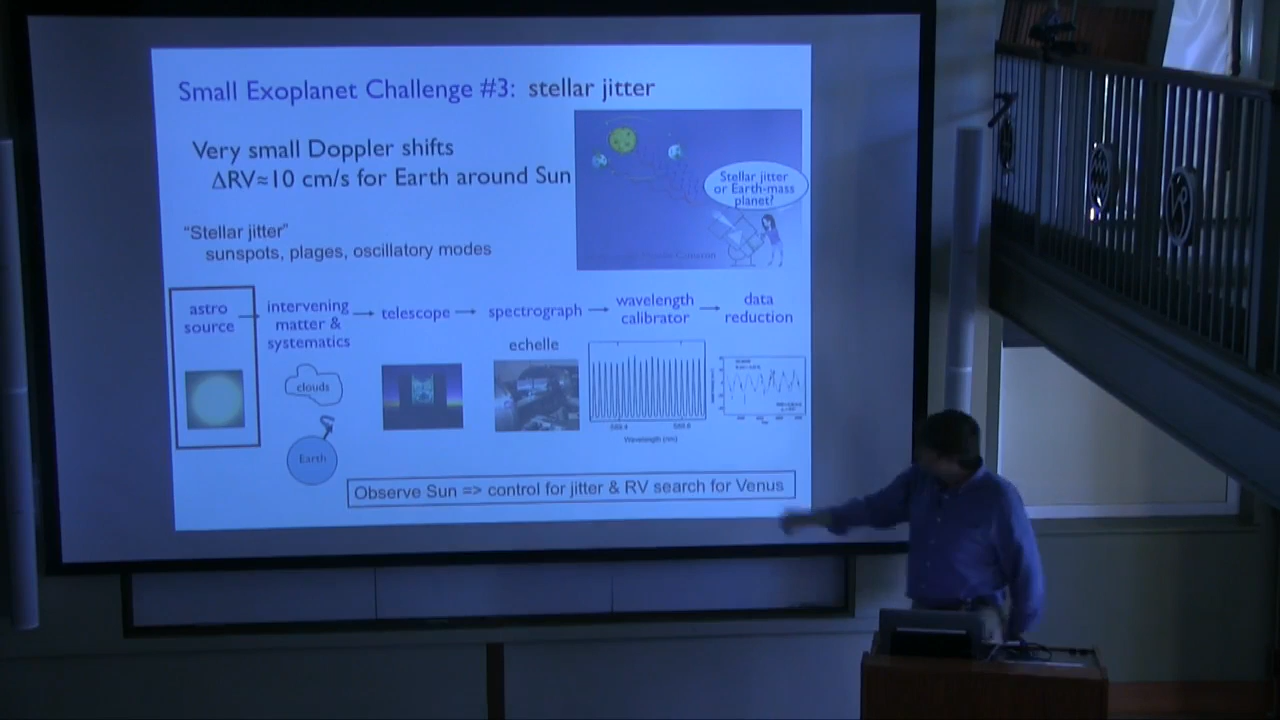 Small Exoplanet Challenge #3: stellar jitter
Very small Doppler shifts
ΔRV≈10 cm/s for Earth around Sun
Stellar jitter
or Earth-mass
planet?
“Stellar jitter”
sunspots, plages, oscillatory modes
astro
source
intervening
matter &
systematics
telescope
spectrograph
wavelength
calibrator
data
reduction
echelle
clouds
Earth
Wavelength (nm)
Observe Sun => control for jitter & RV search for Venus